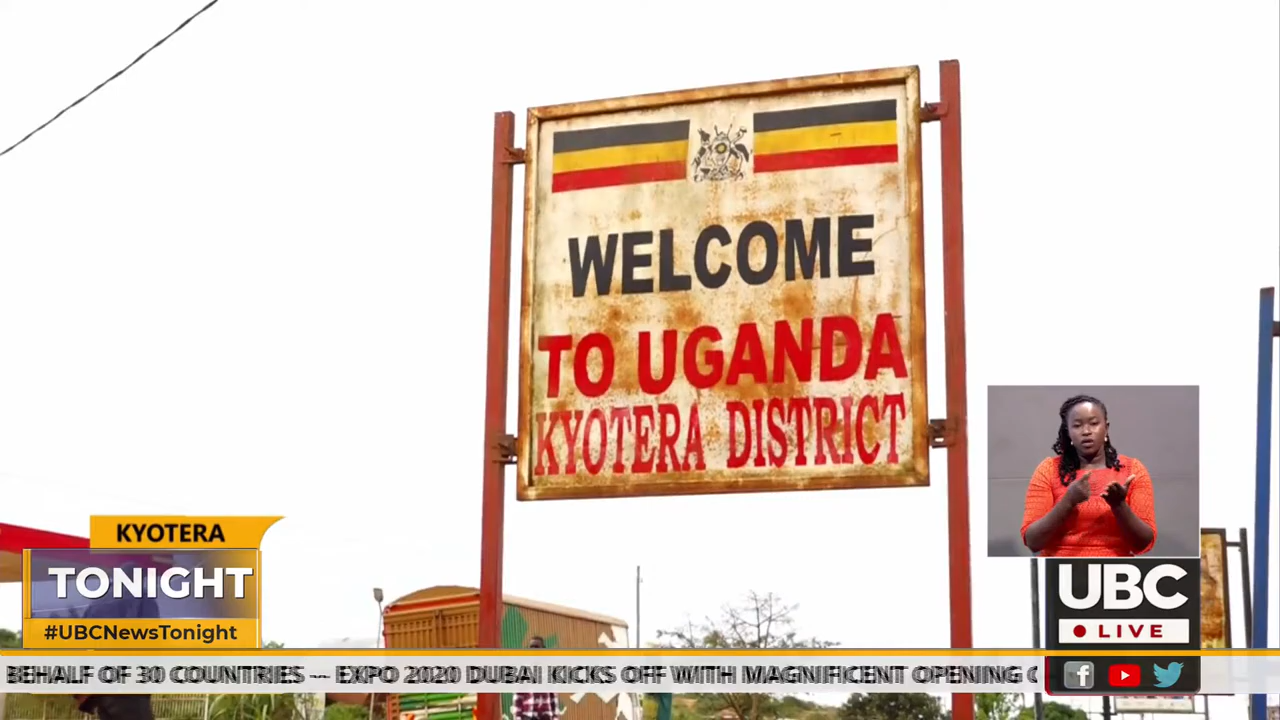 WELCOME
TO UGANDA
KYOTERA DISTRICT
KYOTERA
TONIGHT
#UBCNewsTonight
UBC
LIVE
BEHALF OF 30 COUNTRIES -- EXPO 2020 DUBAI KICKS OFF WITH MAGNIFICENT OPENING